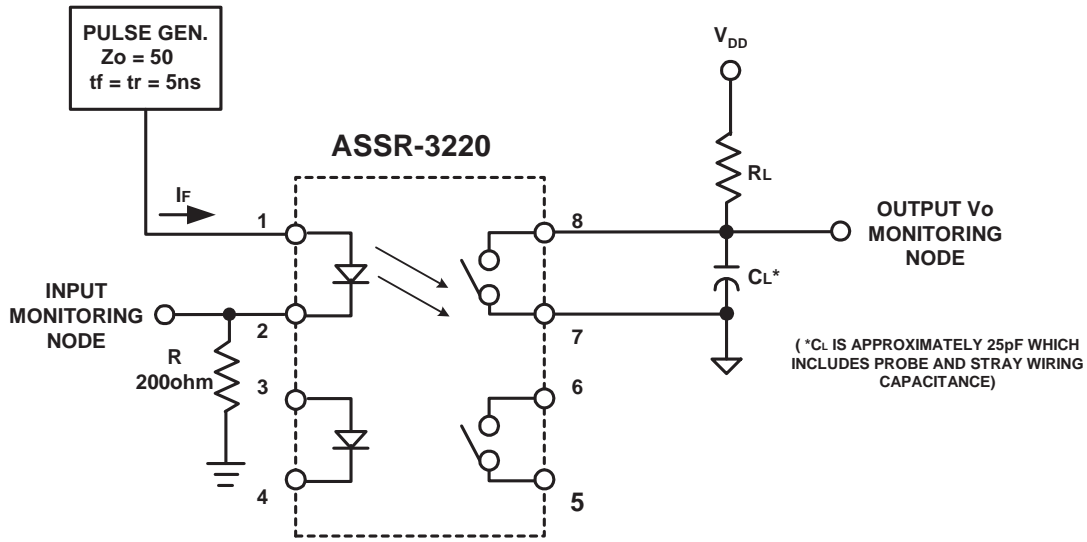 PULSE GEN.
Zo = 50
tf = tr = 5ns
VDD
ASSR-3220
RL
IF
1
8
OUTPUT Vo
MONITORING
NODE
CL*
INPUT
MONITORING
NODE
2
7
R
200ohm
( *CL IS APPROXIMATELY 25pF WHICH
INCLUDES PROBE AND STRAY WIRING
CAPACITANCE)
3
6
4
5